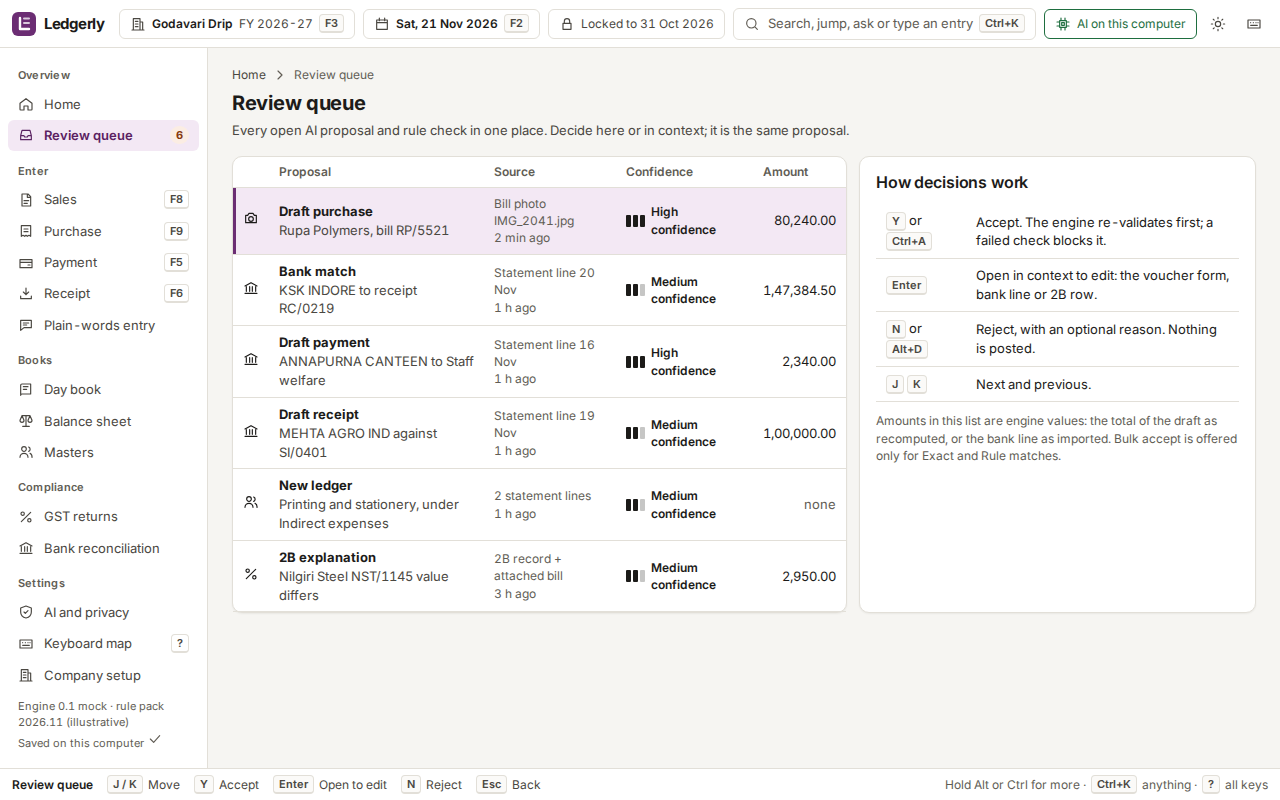 Ledgerly
Godavari Drip FY 2026-27 F3
Sat, 21 Nov 2026 F2
Locked to 31 Oct 2026
Search, jump, ask or type an entry Ctrl+K
AI on this computer
Overview
Home
Review queue 6
Enter
Sales F8
Purchase F9
Payment F5
Receipt F6
Plain-words entry
Books
Day book
Balance sheet
Masters
Compliance
GST returns
Bank reconciliation
Settings
AI and privacy
Keyboard map ?
Company setup
Engine 0.1 mock · rule pack
2026.11 (illustrative)
Saved on this computer
Home > Review queue
Review queue
Every open AI proposal and rule check in one place. Decide here or in context; it is the same proposal.
Proposal Source Confidence Amount
Draft purchase
Rupa Polymers, bill RP/5521
Bill photo
IMG_2041.jpg
2 min ago
High
confidence
80,240.00
Bank match
KSK INDORE to receipt
RC/0219
Statement line 20
Nov
1 h ago
Medium
confidence
1,47,384.50
Draft payment
ANNAPURNA CANTEEN to Staff
welfare
Statement line 16
Nov
1 h ago
High
confidence
2,340.00
Draft receipt
MEHTA AGRO IND against
SI/0401
Statement line 19
Nov
1 h ago
Medium
confidence
1,00,000.00
New ledger
Printing and stationery, under
Indirect expenses
2 statement lines
1 h ago
Medium
confidence
none
2B explanation
Nilgiri Steel NST/1145 value
differs
2B record +
attached bill
3 h ago
Medium
confidence
2,950.00
How decisions work
Y or
Ctrl+A
Accept. The engine re-validates first; a
failed check blocks it.
Enter
Open in context to edit: the voucher form,
bank line or 2B row.
N or
Alt+D
Reject, with an optional reason. Nothing
is posted.
J K
Next and previous.
Amounts in this list are engine values: the total of the draft as
recomputed, or the bank line as imported. Bulk accept is offered
only for Exact and Rule matches.
Review queue J / K Move Y Accept Enter Open to edit N Reject Esc Back
Hold Alt or Ctrl for more · Ctrl+K anything · ? all keys